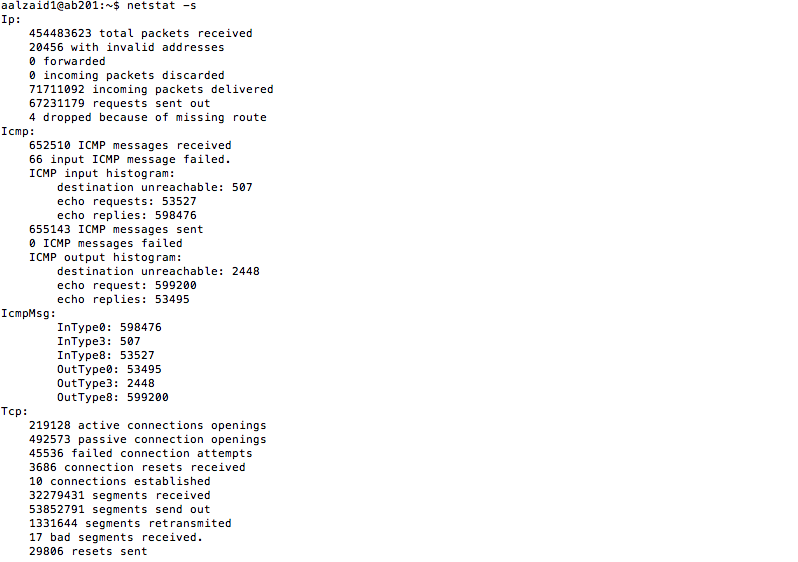 aalzaid1@ab201:~$ netstat -s
Ip:
    454483623 total packets received
    20456 with invalid addresses
    0 forwarded
    0 incoming packets discarded
    71711092 incoming packets delivered
    67231179 requests sent out
    4 dropped because of missing route
Icmp:
    652510 ICMP messages received
    66 input ICMP message failed.
    ICMP input histogram:
        destination unreachable: 507
        echo requests: 53527
        echo replies: 598476
    655143 ICMP messages sent
    0 ICMP messages failed
    ICMP output histogram:
        destination unreachable: 2448
        echo request: 599200
        echo replies: 53495
IcmpMsg:
        InType0: 598476
        InType3: 507
        InType8: 53527
        OutType0: 53495
        OutType3: 2448
        OutType8: 599200
Tcp:
    219128 active connections openings
    492573 passive connection openings
    45536 failed connection attempts
    3686 connection resets received
    10 connections established
    32279431 segments received
    53852791 segments send out
    1331644 segments retransmited
    17 bad segments received.
    29806 resets sent